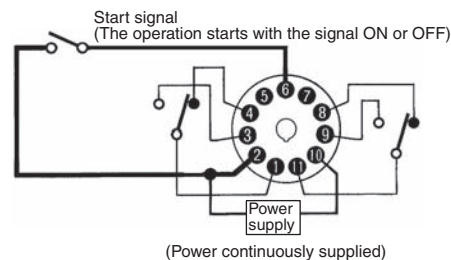 Start signal
(The operation starts with the signal ON or OFF)
6
5 7
4 8
3 9
2 10
1 11
Power
supply
(Power continuously supplied)